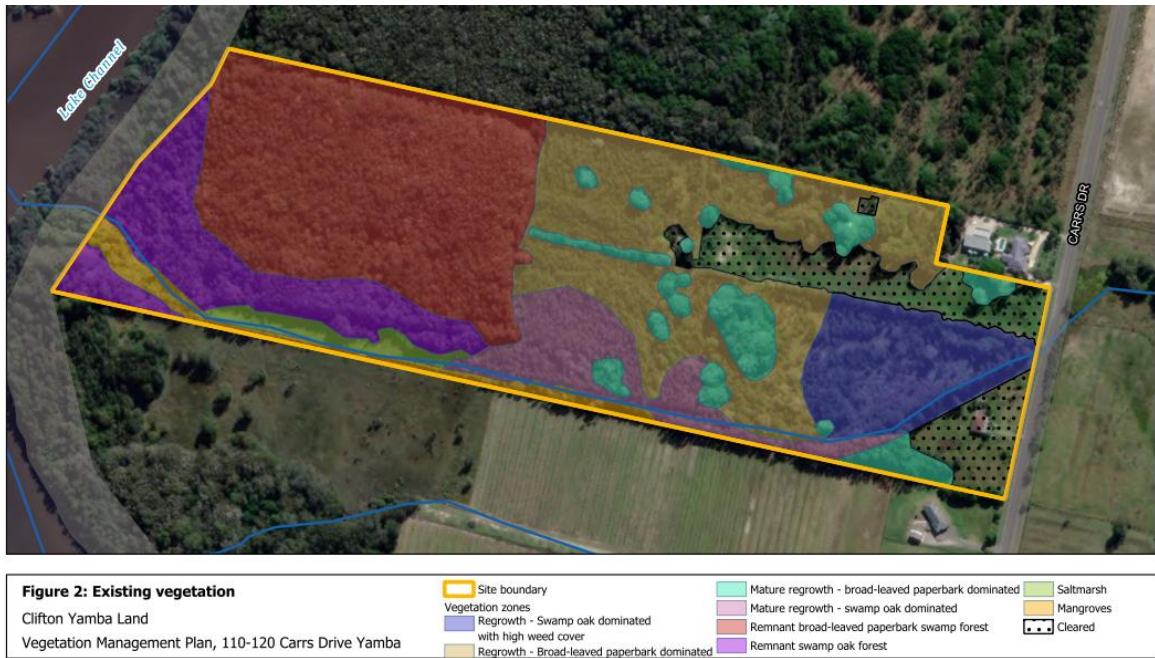 Lake Channel
CARRS DR
Figure 2: Existing vegetation
Clifton Yamba Land
Vegetation Management Plan, 110-120 Carrs Drive Yamba
Site boundary
Vegetation zones
Regrowth - Swamp oak dominated
with high weed cover
Regrowth - Broad-leaved paperbark dominated
Mature regrowth - broad-leaved paperbark dominated
Mature regrowth - swamp oak dominated
Remnant broad-leaved paperbark swamp forest
Remnant swamp oak forest
Saltmarsh
Mangroves
Cleared